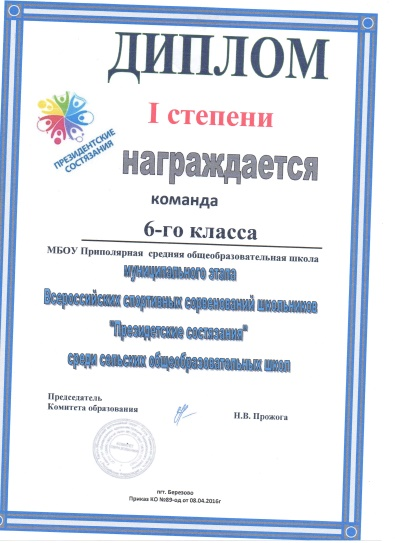 ДИПЛОМ
I степени
ПРЕЗИДЕНТСКИЕ
СОСТЯЗАНИЯ
награждается
команда
6-го класса
МБОУ Приполярная средняя общеобразовательная школа
муниципального этапа
Всероссийских спортивных соревнований школьников
"Президетские состязания"
среди сельских общеобразовательных школ
Председатель
Комитета образования
Н.В. Прожога
пгт. Березово
Приказ КО №89-од от 08.04.2016г